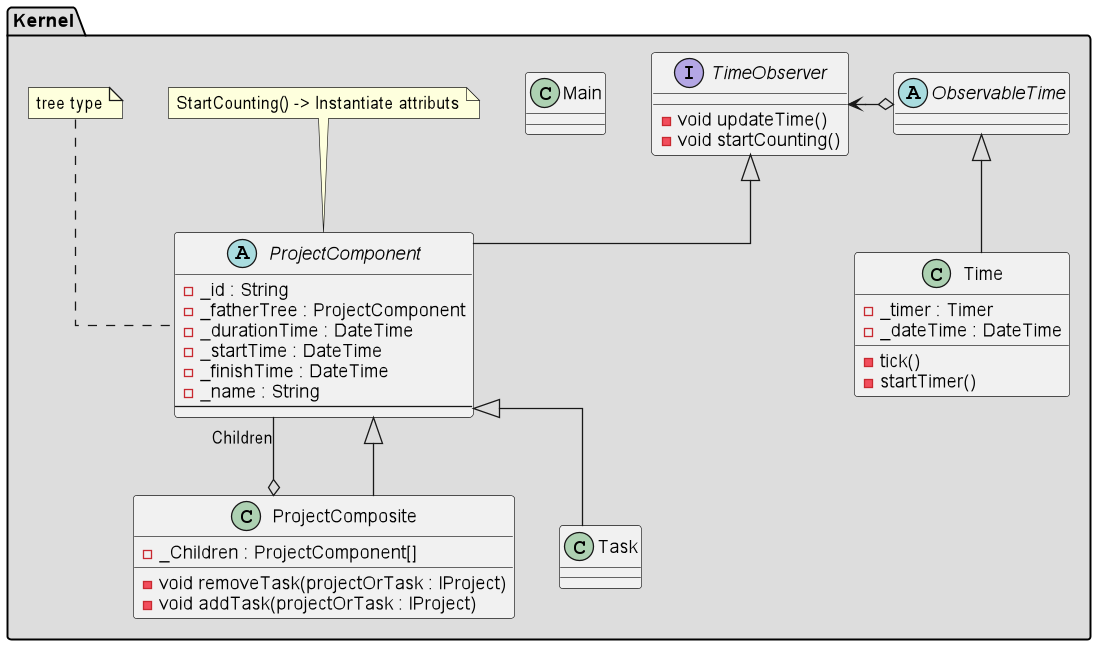 Kernel
tree type
StartCounting() -> Instantiate attributs
C Main
I TimeObserver
void updateTime()
void startCounting()
A ObservableTime
A ProjectComponent
_id : String
_fatherTree : ProjectComponent
_durationTime : DateTime
_startTime : DateTime
_finishTime : DateTime
_name : String
C Time
_timer : Timer
_dateTime : DateTime
tick()
startTimer()
Children
C ProjectComposite
_Children : ProjectComponent[]
void removeTask(projectOrTask : IProject)
void addTask(projectOrTask : IProject)
C Task